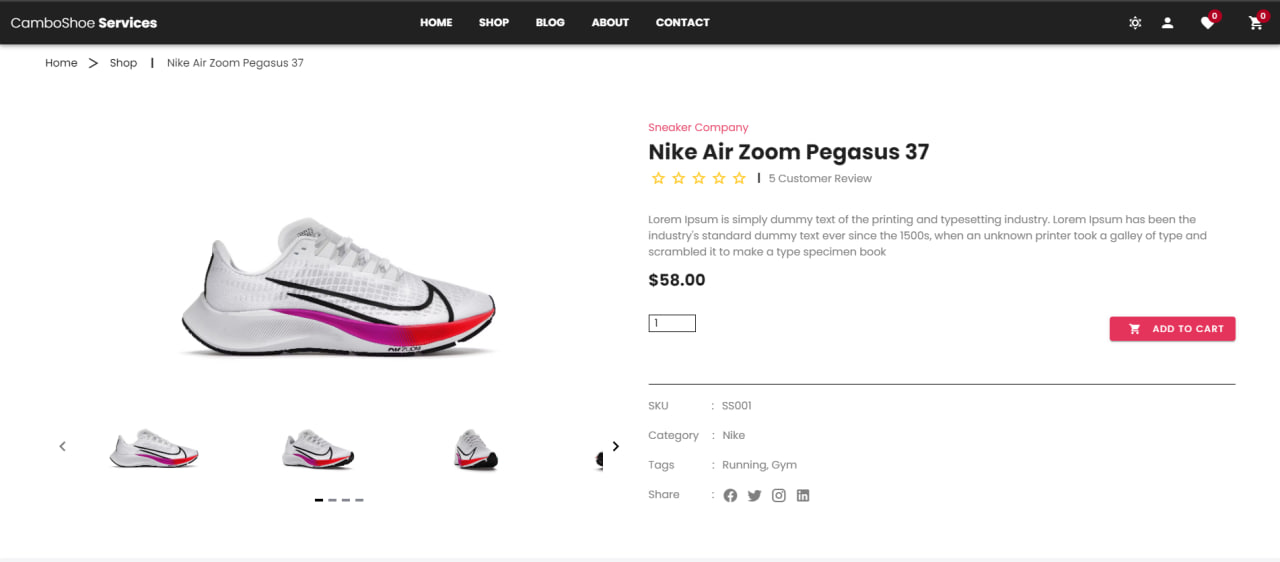 CamboShoe Services HOME SHOP BLOG ABOUT CONTACT 0 0
Home > Shop | Nike Air Zoom Pegasus 37
Sneaker Company
Nike Air Zoom Pegasus 37
| 5 Customer Review
Lorem Ipsum is simply dummy text of the printing and typesetting industry. Lorem Ipsum has been the
industry's standard dummy text ever since the 1500s, when an unknown printer took a galley of type and
scrambled it to make a type specimen book
$58.00
1 ADD TO CART
AIR ZOOM
SKU : SS001
Category : Nike
Tags : Running, Gym
Share :